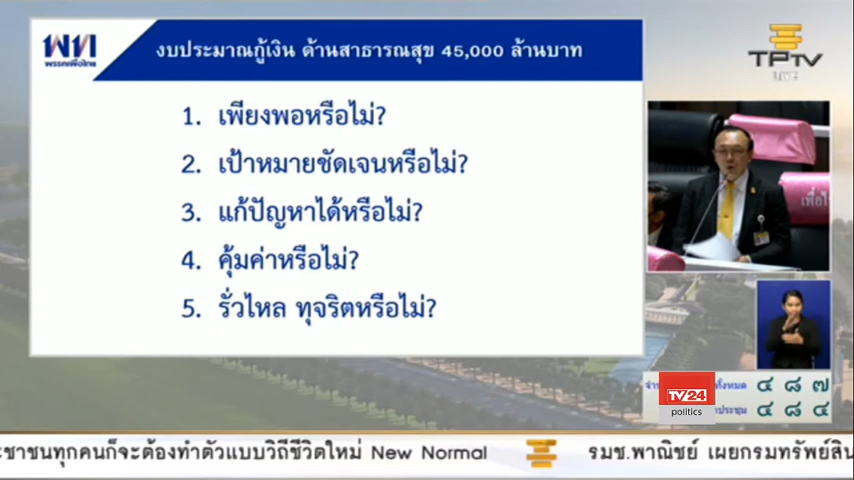 พท
พรรคเพื่อไทย
งบประมาณกู้เงิน ด้านสาธารณสุข 45,000 ล้านบาท
TPTV
1. เพียงพอหรือไม่?
2. เป้าหมายชัดเจนหรือไม่?
3. แก้ปัญหาได้หรือไม่?
4. คุ้มค่าหรือไม่?
5. รั่วไหล ทุจริตหรือไม่?
ทั้งหมด ๔๘๗
ประชุม ๔๘๔
TV24
politics
ะชาชนทุกคนก็จะต้องทำตัวแบบวิถีชีวิตใหม่ New Normal
รมช.พาณิชย์ เผยกรมทรัพย์สิน